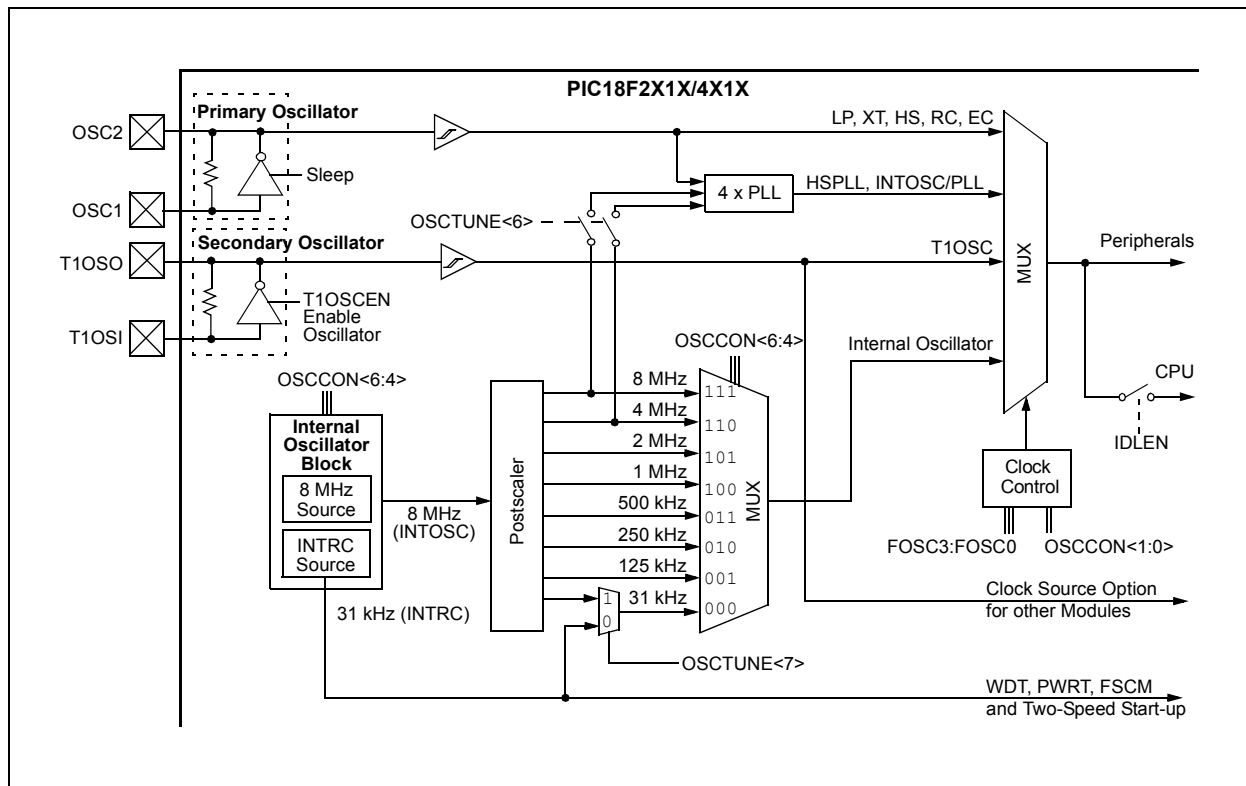 PIC18F2X1X/4X1X
Primary Oscillator
OSC2
Sleep
OSC1
LP, XT, HS, RC, EC
4 x PLL
HSPLL, INTOSC/PLL
OSCTUNE<6>
Secondary Oscillator
T1OSO
T1OSCEN
Enable
Oscillator
T1OSI
T1OSC
MUX
Peripherals
Internal Oscillator
CPU
IDLEN
Clock
Control
FOSC3:FOSC0
OSCCON<1:0>
OSCCON<6:4>
Internal
Oscillator
Block
8 MHz
Source
INTRC
Source
8 MHz
(INTOSC)
31 kHz (INTRC)
Postscaler
OSCCON<6:4>
8 MHz
111
4 MHz
110
2 MHz
101
1 MHz
100
500 kHz
011
250 kHz
010
125 kHz
001
31 kHz
000
MUX
1
0
OSCTUNE<7>
Clock Source Option
for other Modules
WDT, PWRT, FSCM
and Two-Speed Start-up